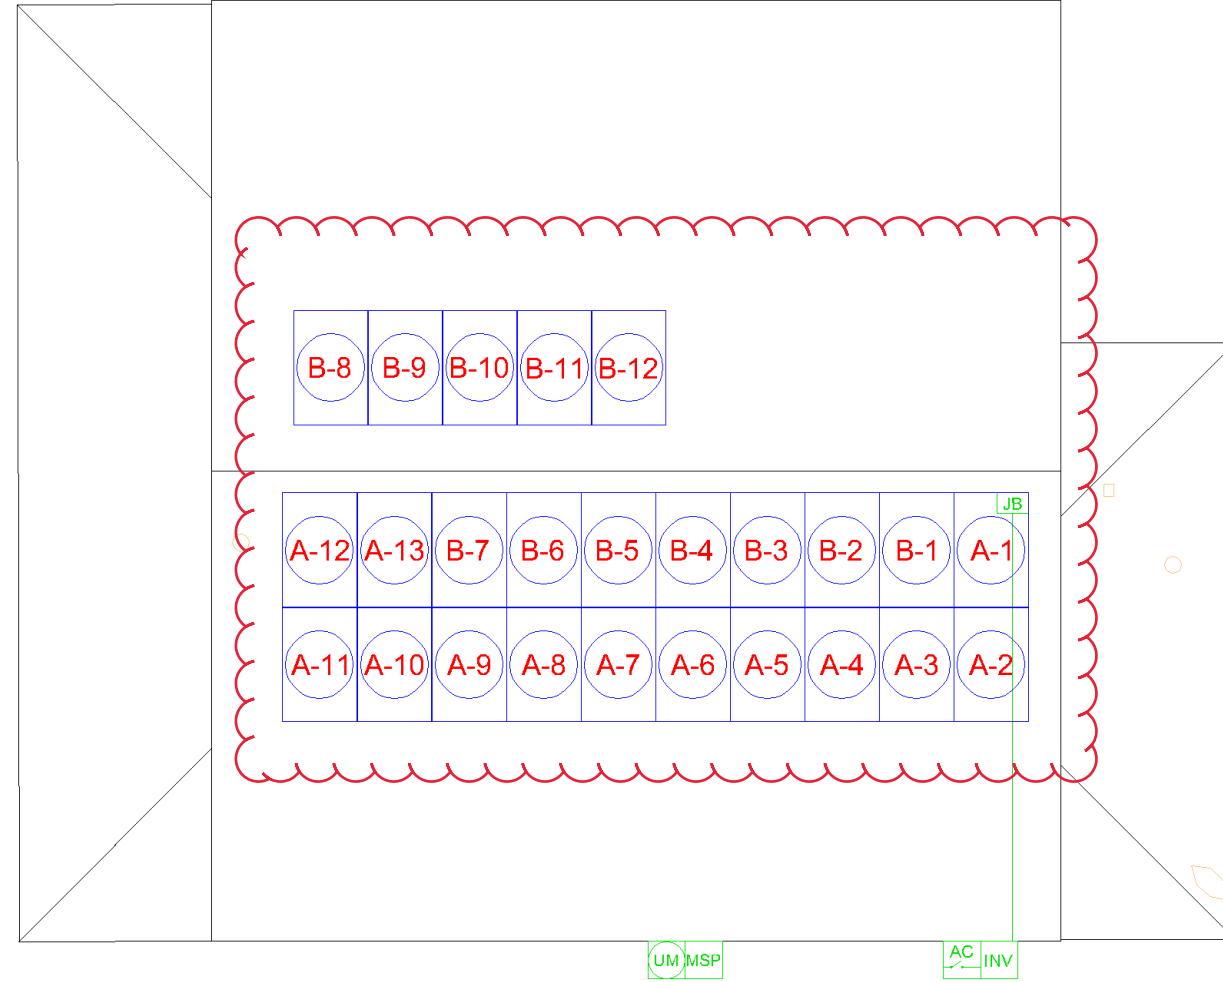 B-8 B-9 B-10 B-11 B-12
JB
A-12 A-13 B-7 B-6 B-5 B-4 B-3 B-2 B-1 A-1
A-11 A-10 A-9 A-8 A-7 A-6 A-5 A-4 A-3 A-2
UM MSP AC INV